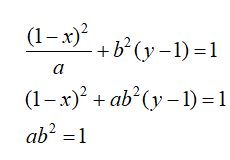 (1−x)²/a + b²(y−1) = 1
(1−x)² + ab²(y−1) = 1
ab² = 1